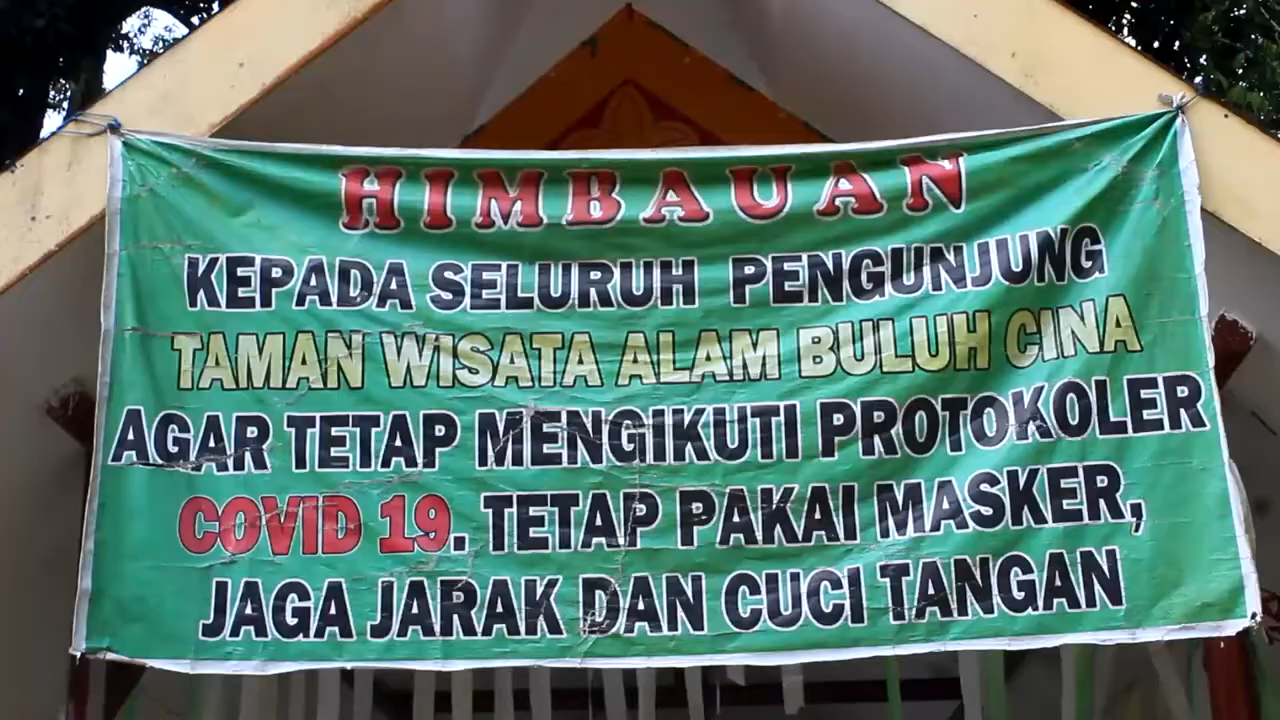 HIMBAUAN
KEPADA SELURUH PENGUNJUNG
TAMAN WISATA ALAM BULUH CINA
AGAR TETAP MENGIKUTI PROTOKOLER
COVID 19. TETAP PAKAI MASKER,
JAGA JARAK DAN CUCI TANGAN